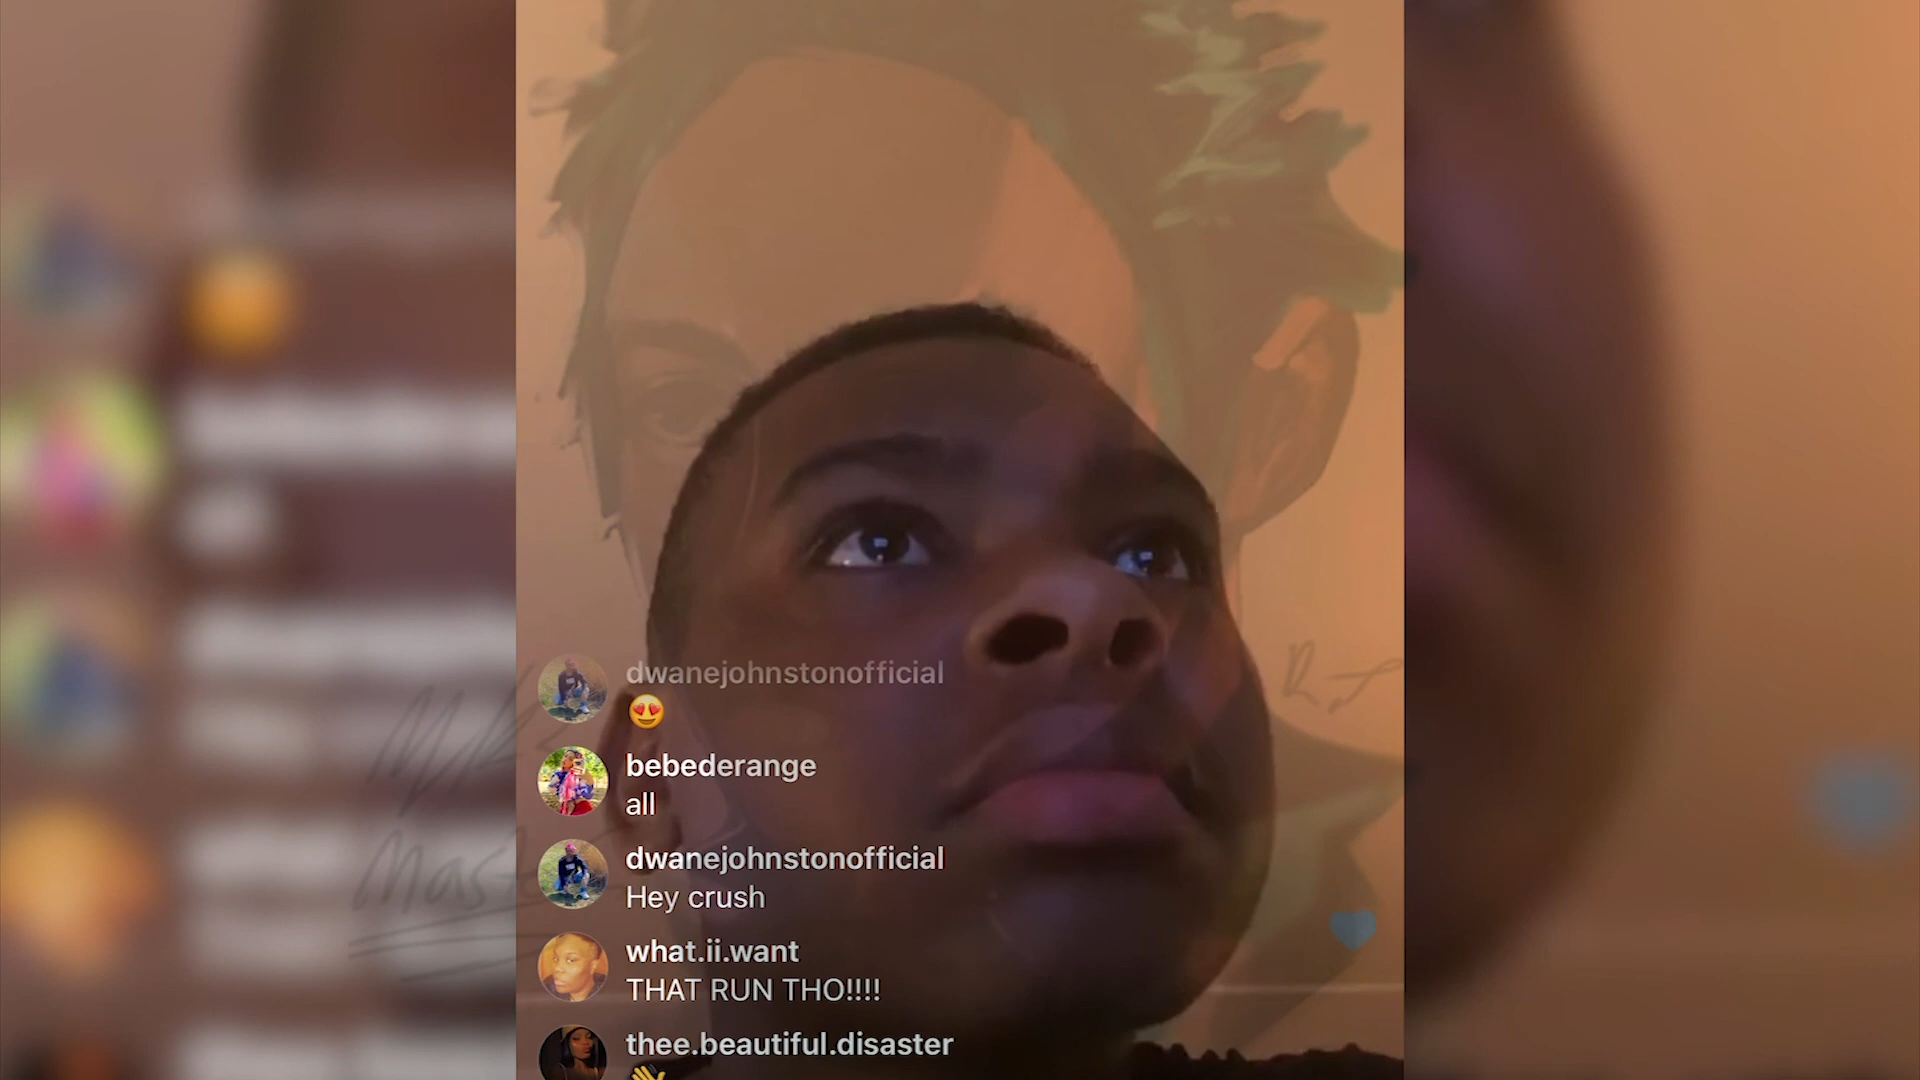 dwanejohnstonofficial
😍
bebederange
all
dwanejohnstonofficial
Hey crush
what.ii.want
THAT RUN THO!!!!
thee.beautiful.disaster
👋